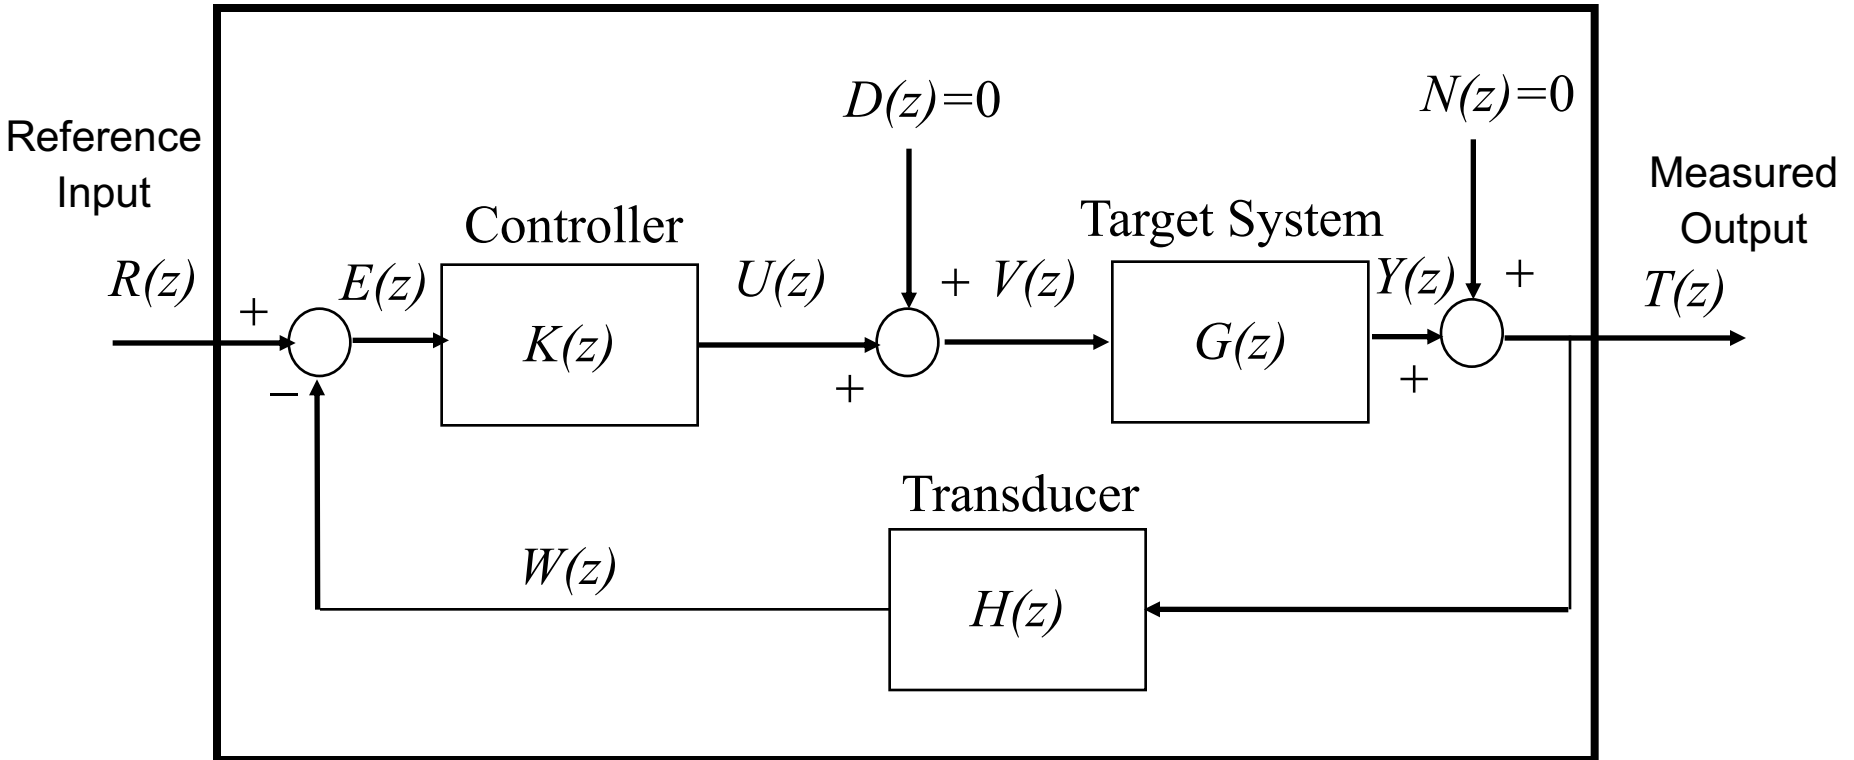 Reference
Input
R(z)
+
−
E(z)
Controller
K(z)
U(z)
D(z)=0
+
+
V(z)
Target System
G(z)
Y(z)
N(z)=0
+
+
Measured
Output
T(z)
Transducer
H(z)
W(z)